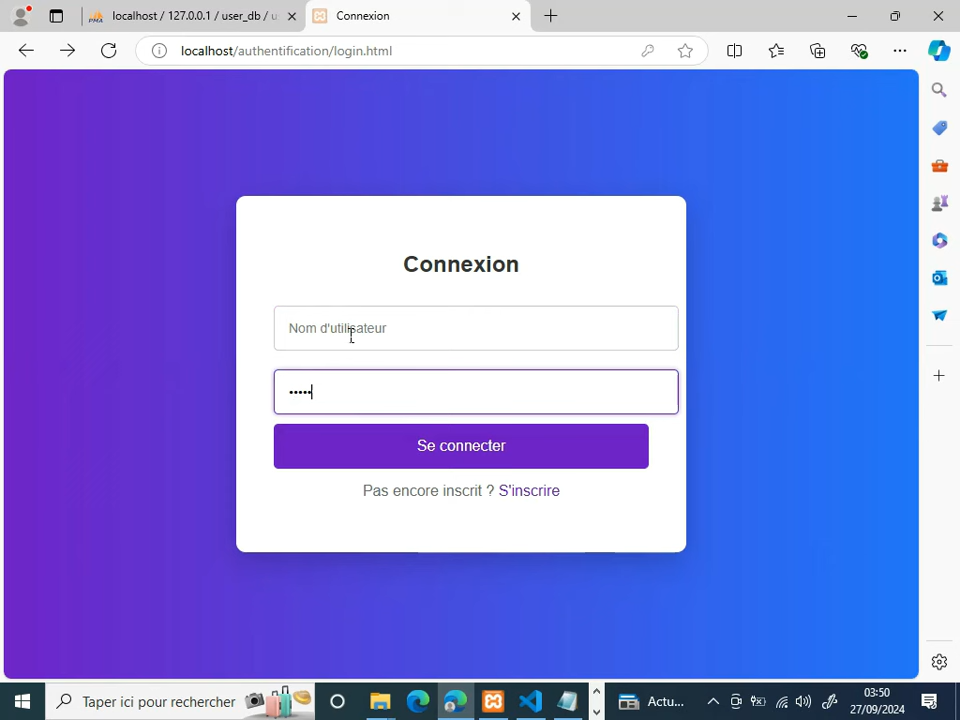 localhost / 127.0.0.1 / user_db / u
Connexion
localhost/authentification/login.html
Connexion
Nom d'utilisateur
•••••
Se connecter
Pas encore inscrit ? S'inscrire
Taper ici pour rechercher
Actu...
03:50
27/09/2024